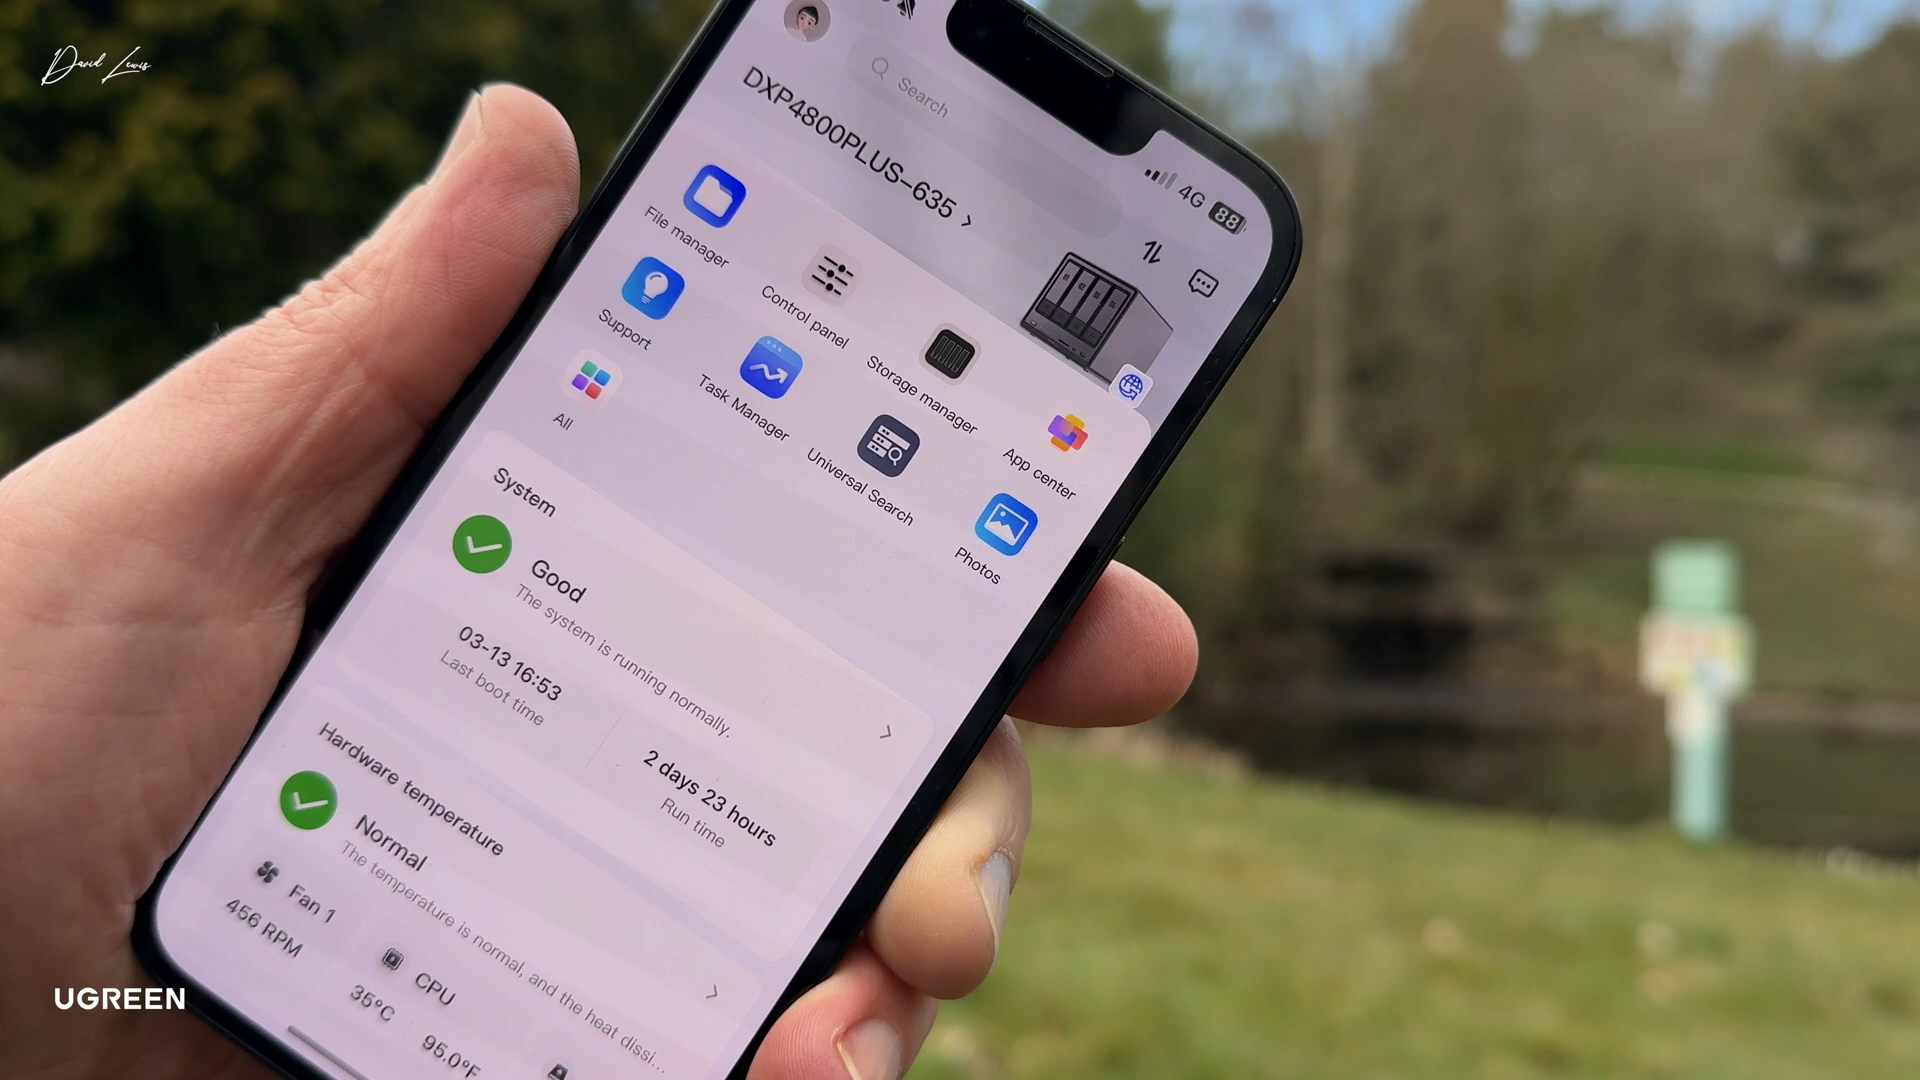 David Lewis
Search
4G 88
DXP4800PLUS-635 >
File manager
Control panel
Storage manager
App center
Support
Task Manager
Universal Search
Photos
All
System
Good
The system is running normally.
03-13 16:53
Last boot time
2 days 23 hours
Run time
Hardware temperature
Normal
The temperature is normal, and the heat dissi...
Fan 1
456 RPM
CPU
35°C
95.0°F
UGREEN